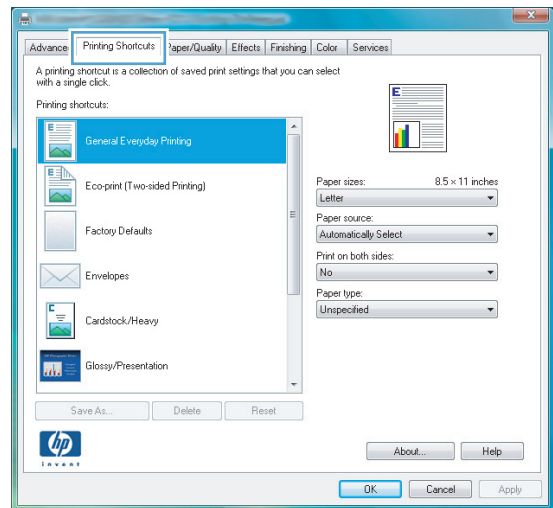 Advance
Printing Shortcuts
Paper/Quality
Effects
Finishing
Color
Services
A printing shortcut is a collection of saved print settings that you can select
with a single click.
Printing shortcuts:
E
General Everyday Printing
E
Eco-print (Two-sided Printing)
Factory Defaults
Envelopes
C
Cardstock/Heavy
Glossy/Presentation
Save As...
Delete
Reset
E
Paper sizes:
8.5 × 11 inches
Letter
Paper source:
Automatically Select
Print on both sides:
No
Paper type:
Unspecified
hp
invent
About...
Help
OK
Cancel
Apply